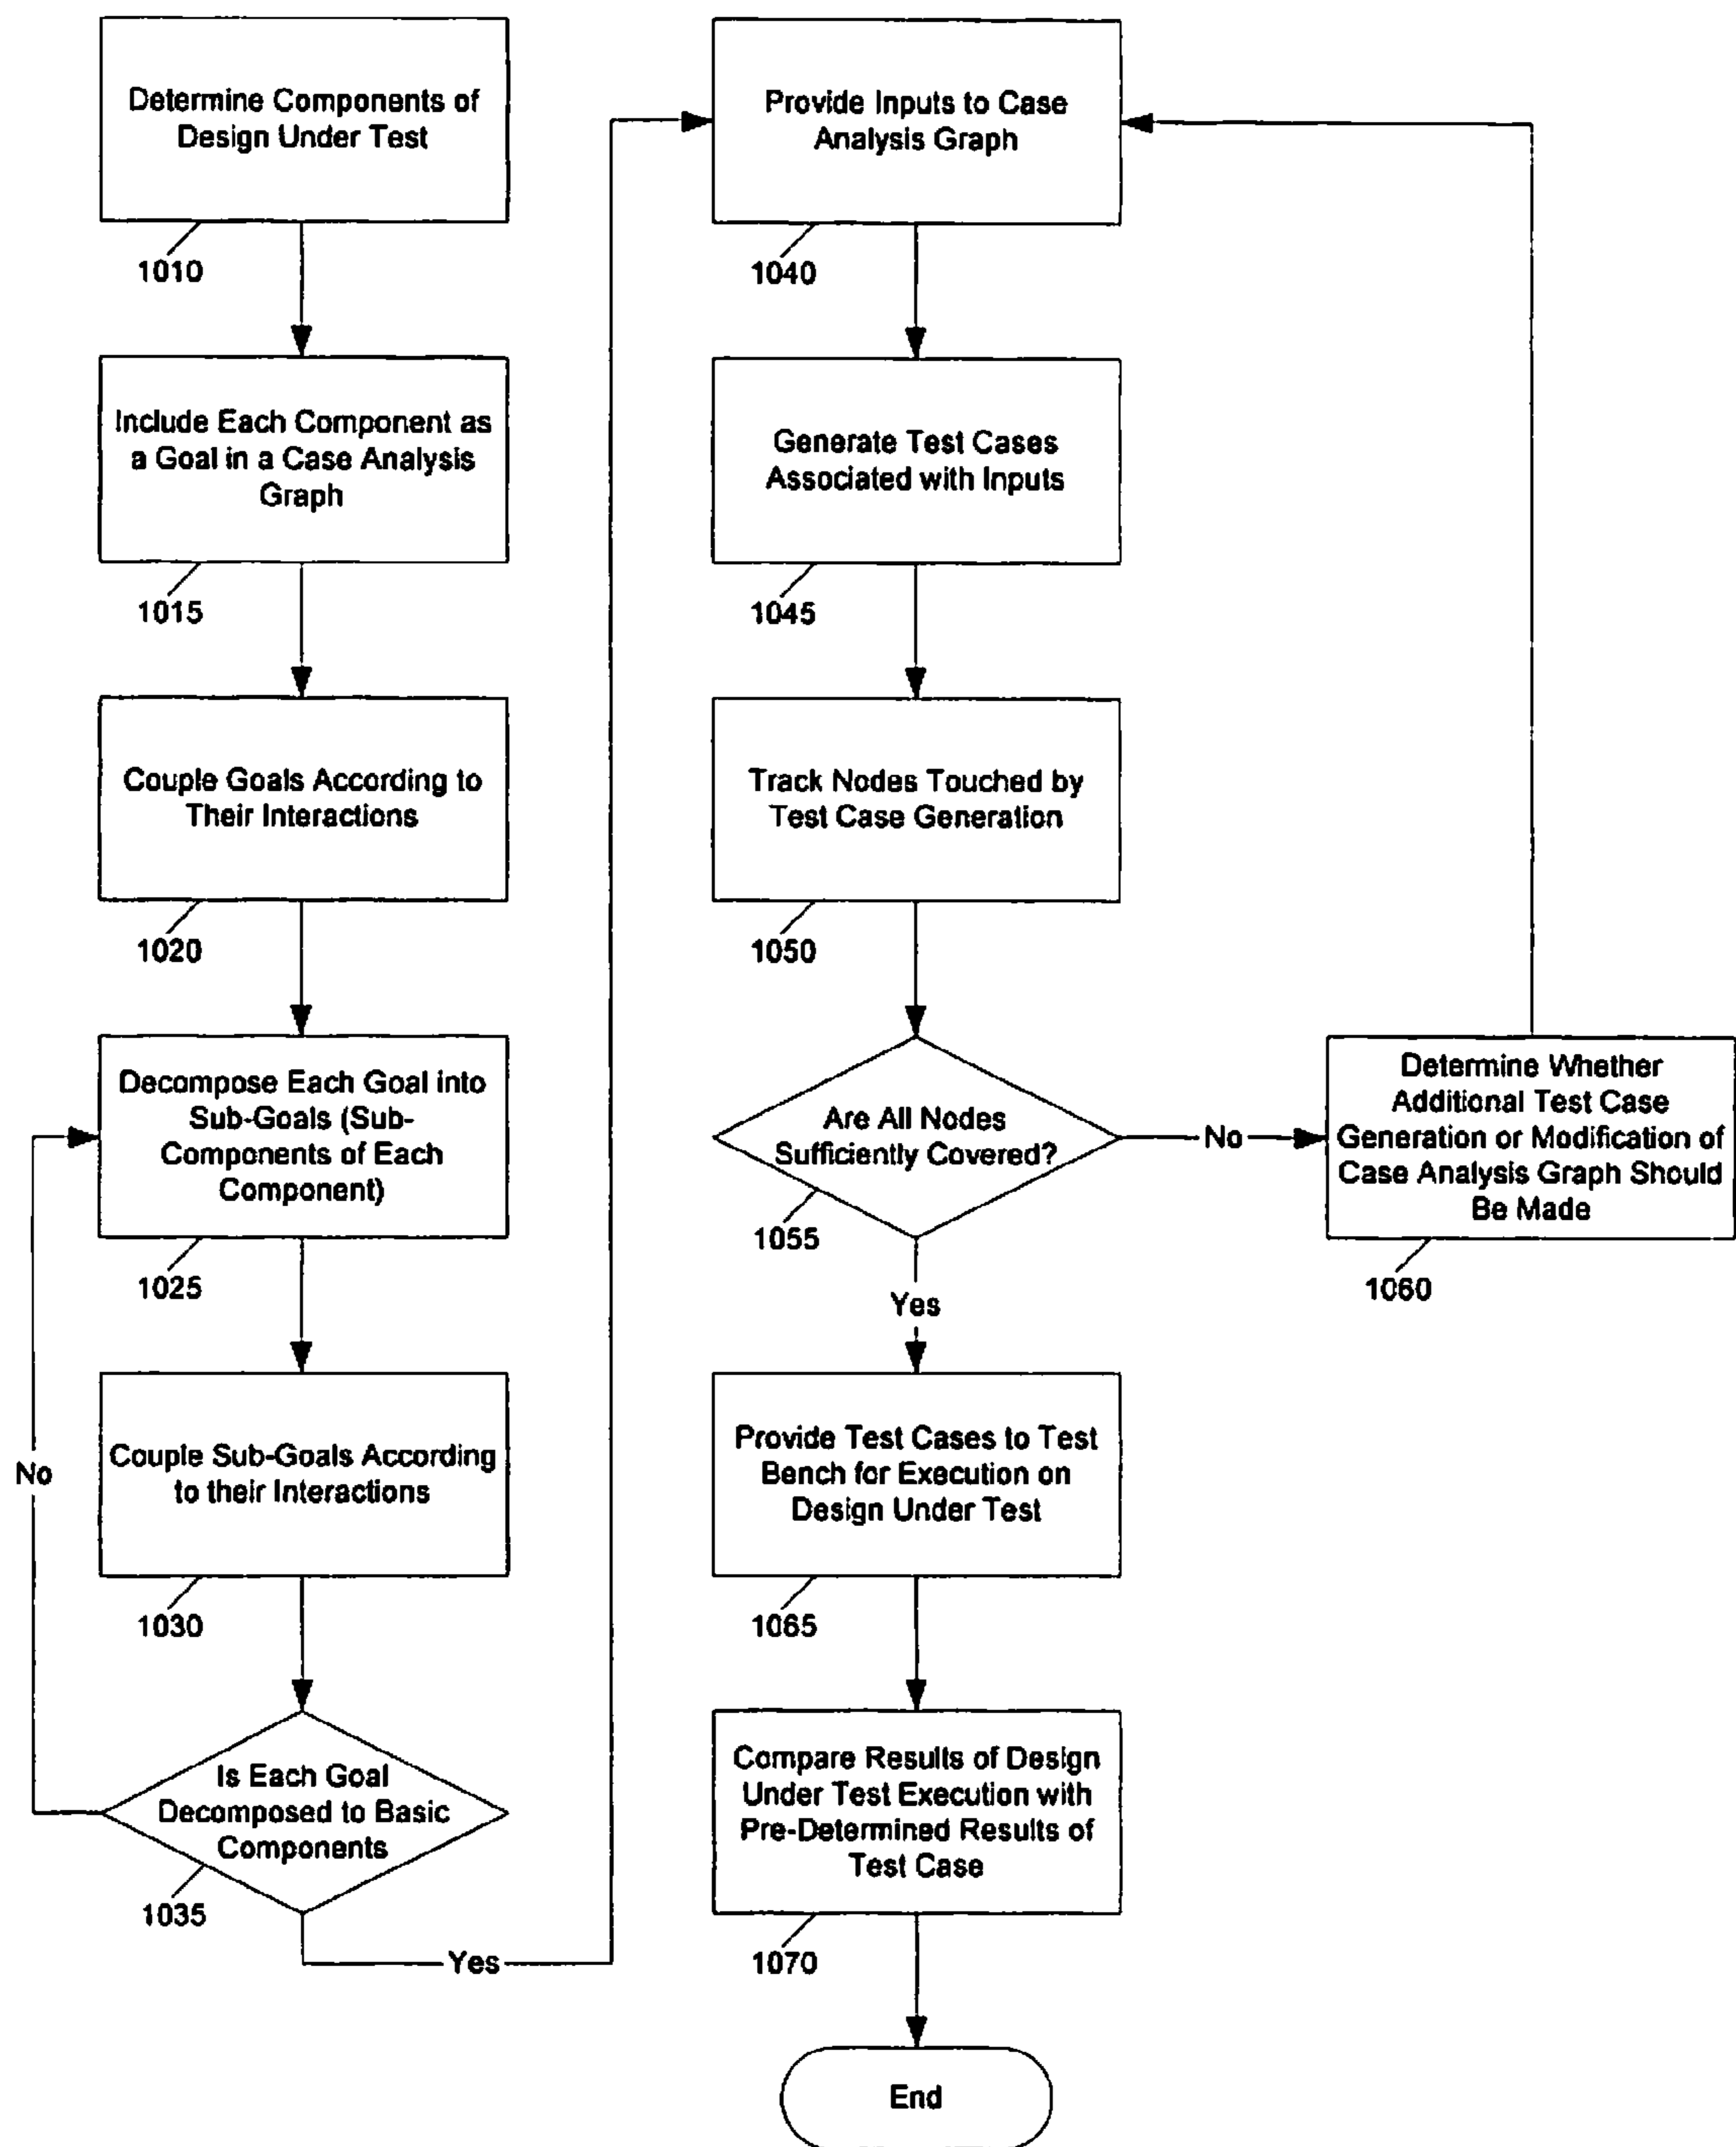 Determine Components of
Design Under Test
1010
Include Each Component as
a Goal in a Case Analysis
Graph
1015
Couple Goals According to
Their Interactions
1020
Decompose Each Goal into
Sub-Goals (Sub-
Components of Each
Component)
1025
Couple Sub-Goals According
to their Interactions
1030
No
Is Each Goal
Decomposed to Basic
Components
1035
Yes
Provide Inputs to Case
Analysis Graph
1040
Generate Test Cases
Associated with Inputs
1045
Track Nodes Touched by
Test Case Generation
1050
Are All Nodes
Sufficiently Covered?
1055
No
Determine Whether
Additional Test Case
Generation or Modification of
Case Analysis Graph Should
Be Made
1060
Yes
Provide Test Cases to Test
Bench for Execution on
Design Under Test
1065
Compare Results of Design
Under Test Execution with
Pre-Determined Results of
Test Case
1070
End